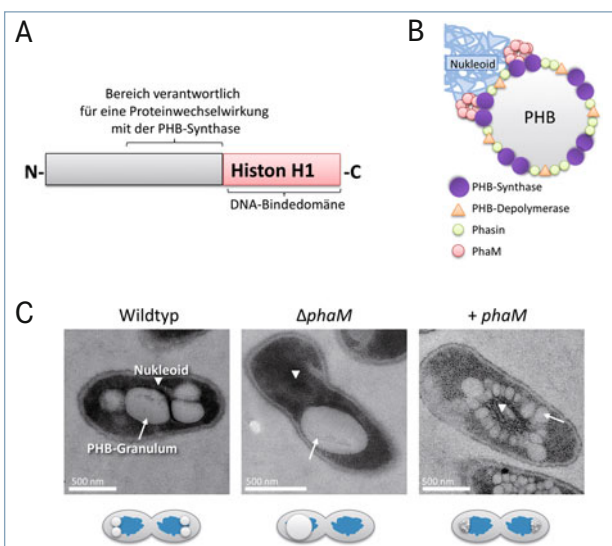 A
Bereich verantwortlich
für eine Proteinwechselwirkung
mit der PHB-Synthase
N-
Histon H1
-C
DNA-Bindedomäne
B
Nukleoid
PHB
PHB-Synthase
PHB-Depolymerase
Phasin
PhaM
C
Wildtyp
ΔphaM
+ phaM
Nukleoid
PHB-Granulum
500 nm
500 nm
500 nm